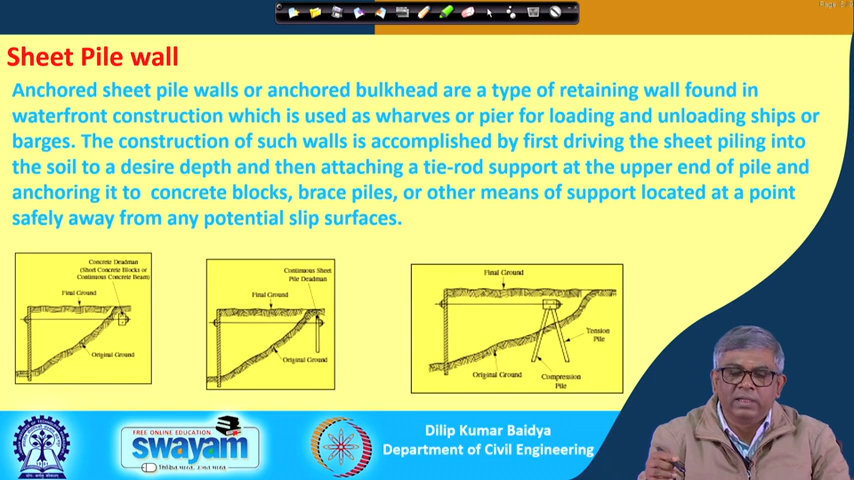 Sheet Pile wall
Anchored sheet pile walls or anchored bulkhead are a type of retaining wall found in
waterfront construction which is used as wharves or pier for loading and unloading ships or
barges. The construction of such walls is accomplished by first driving the sheet piling into
the soil to a desire depth and then attaching a tie-rod support at the upper end of pile and
anchoring it to concrete blocks, brace piles, or other means of support located at a point
safely away from any potential slip surfaces.
Concrete Deadman
(Short Concrete Blocks or
Continuous Concrete Beam)
Final Ground
Original Ground
Continuous Sheet
Pile Deadman
Final Ground
Original Ground
Final Ground
Tension
Pile
Original Ground
Compression
Pile
FREE ONLINE EDUCATION
swayam
Dilip Kumar Baidya
Department of Civil Engineering